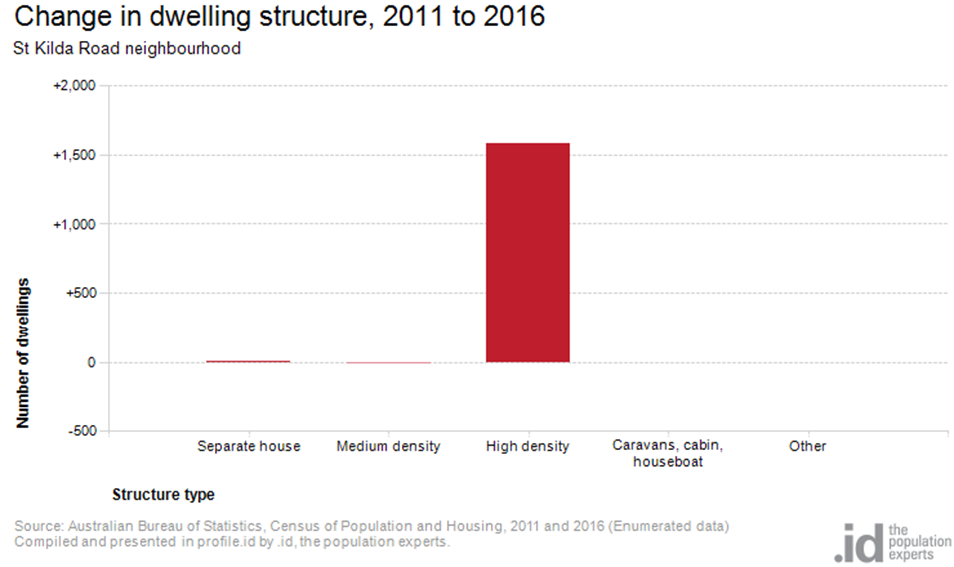 Change in dwelling structure, 2011 to 2016
St Kilda Road neighbourhood
+2,000
+1,500
+1,000
+500
0
-500
Number of dwellings
Separate house
Medium density
High density
Caravans, cabin,
houseboat
Other
Structure type
Source: Australian Bureau of Statistics, Census of Population and Housing, 2011 and 2016 (Enumerated data)
Compiled and presented in profile.id by .id, the population experts.
.id the
population
experts